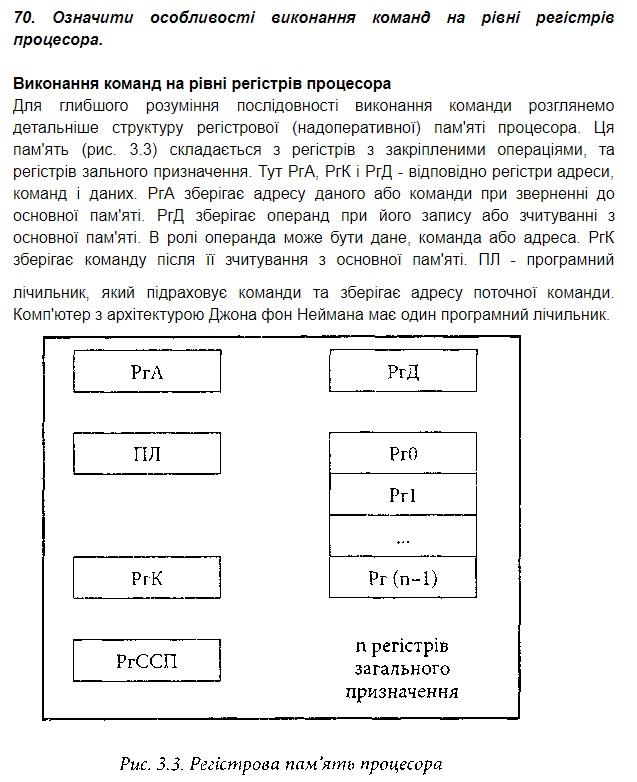 70. Означити особливості виконання команд на рівні регістрів
процесора.
Виконання команд на рівні регістрів процесора
Для глибшого розуміння послідовності виконання команди розглянемо
детальніше структуру регістрової (надоперативної) пам'яті процесора. Ця
пам'ять (рис. 3.3) складається з регістрів з закріпленими операціями, та
регістрів зального призначення. Тут РгА, РгК і РгД - відповідно регістри адреси,
команд і даних. РгА зберігає адресу даного або команди при зверненні до
основної пам'яті. РгД зберігає операнд при його запису або зчитуванні з
основної пам'яті. В ролі операнда може бути дане, команда або адреса. РгК
зберігає команду після її зчитування з основної пам'яті. ПЛ - програмний
лічильник, який підраховує команди та зберігає адресу поточної команди.
Комп'ютер з архітектурою Джона фон Неймана має один програмний лічильник.
РгА
РгД
ПЛ
Рг0
Рг1
...
РгК
Рг (n–1)
РгССП
n регістрів
загального
призначення
Рис. 3.3. Регістрова пам'ять процесора